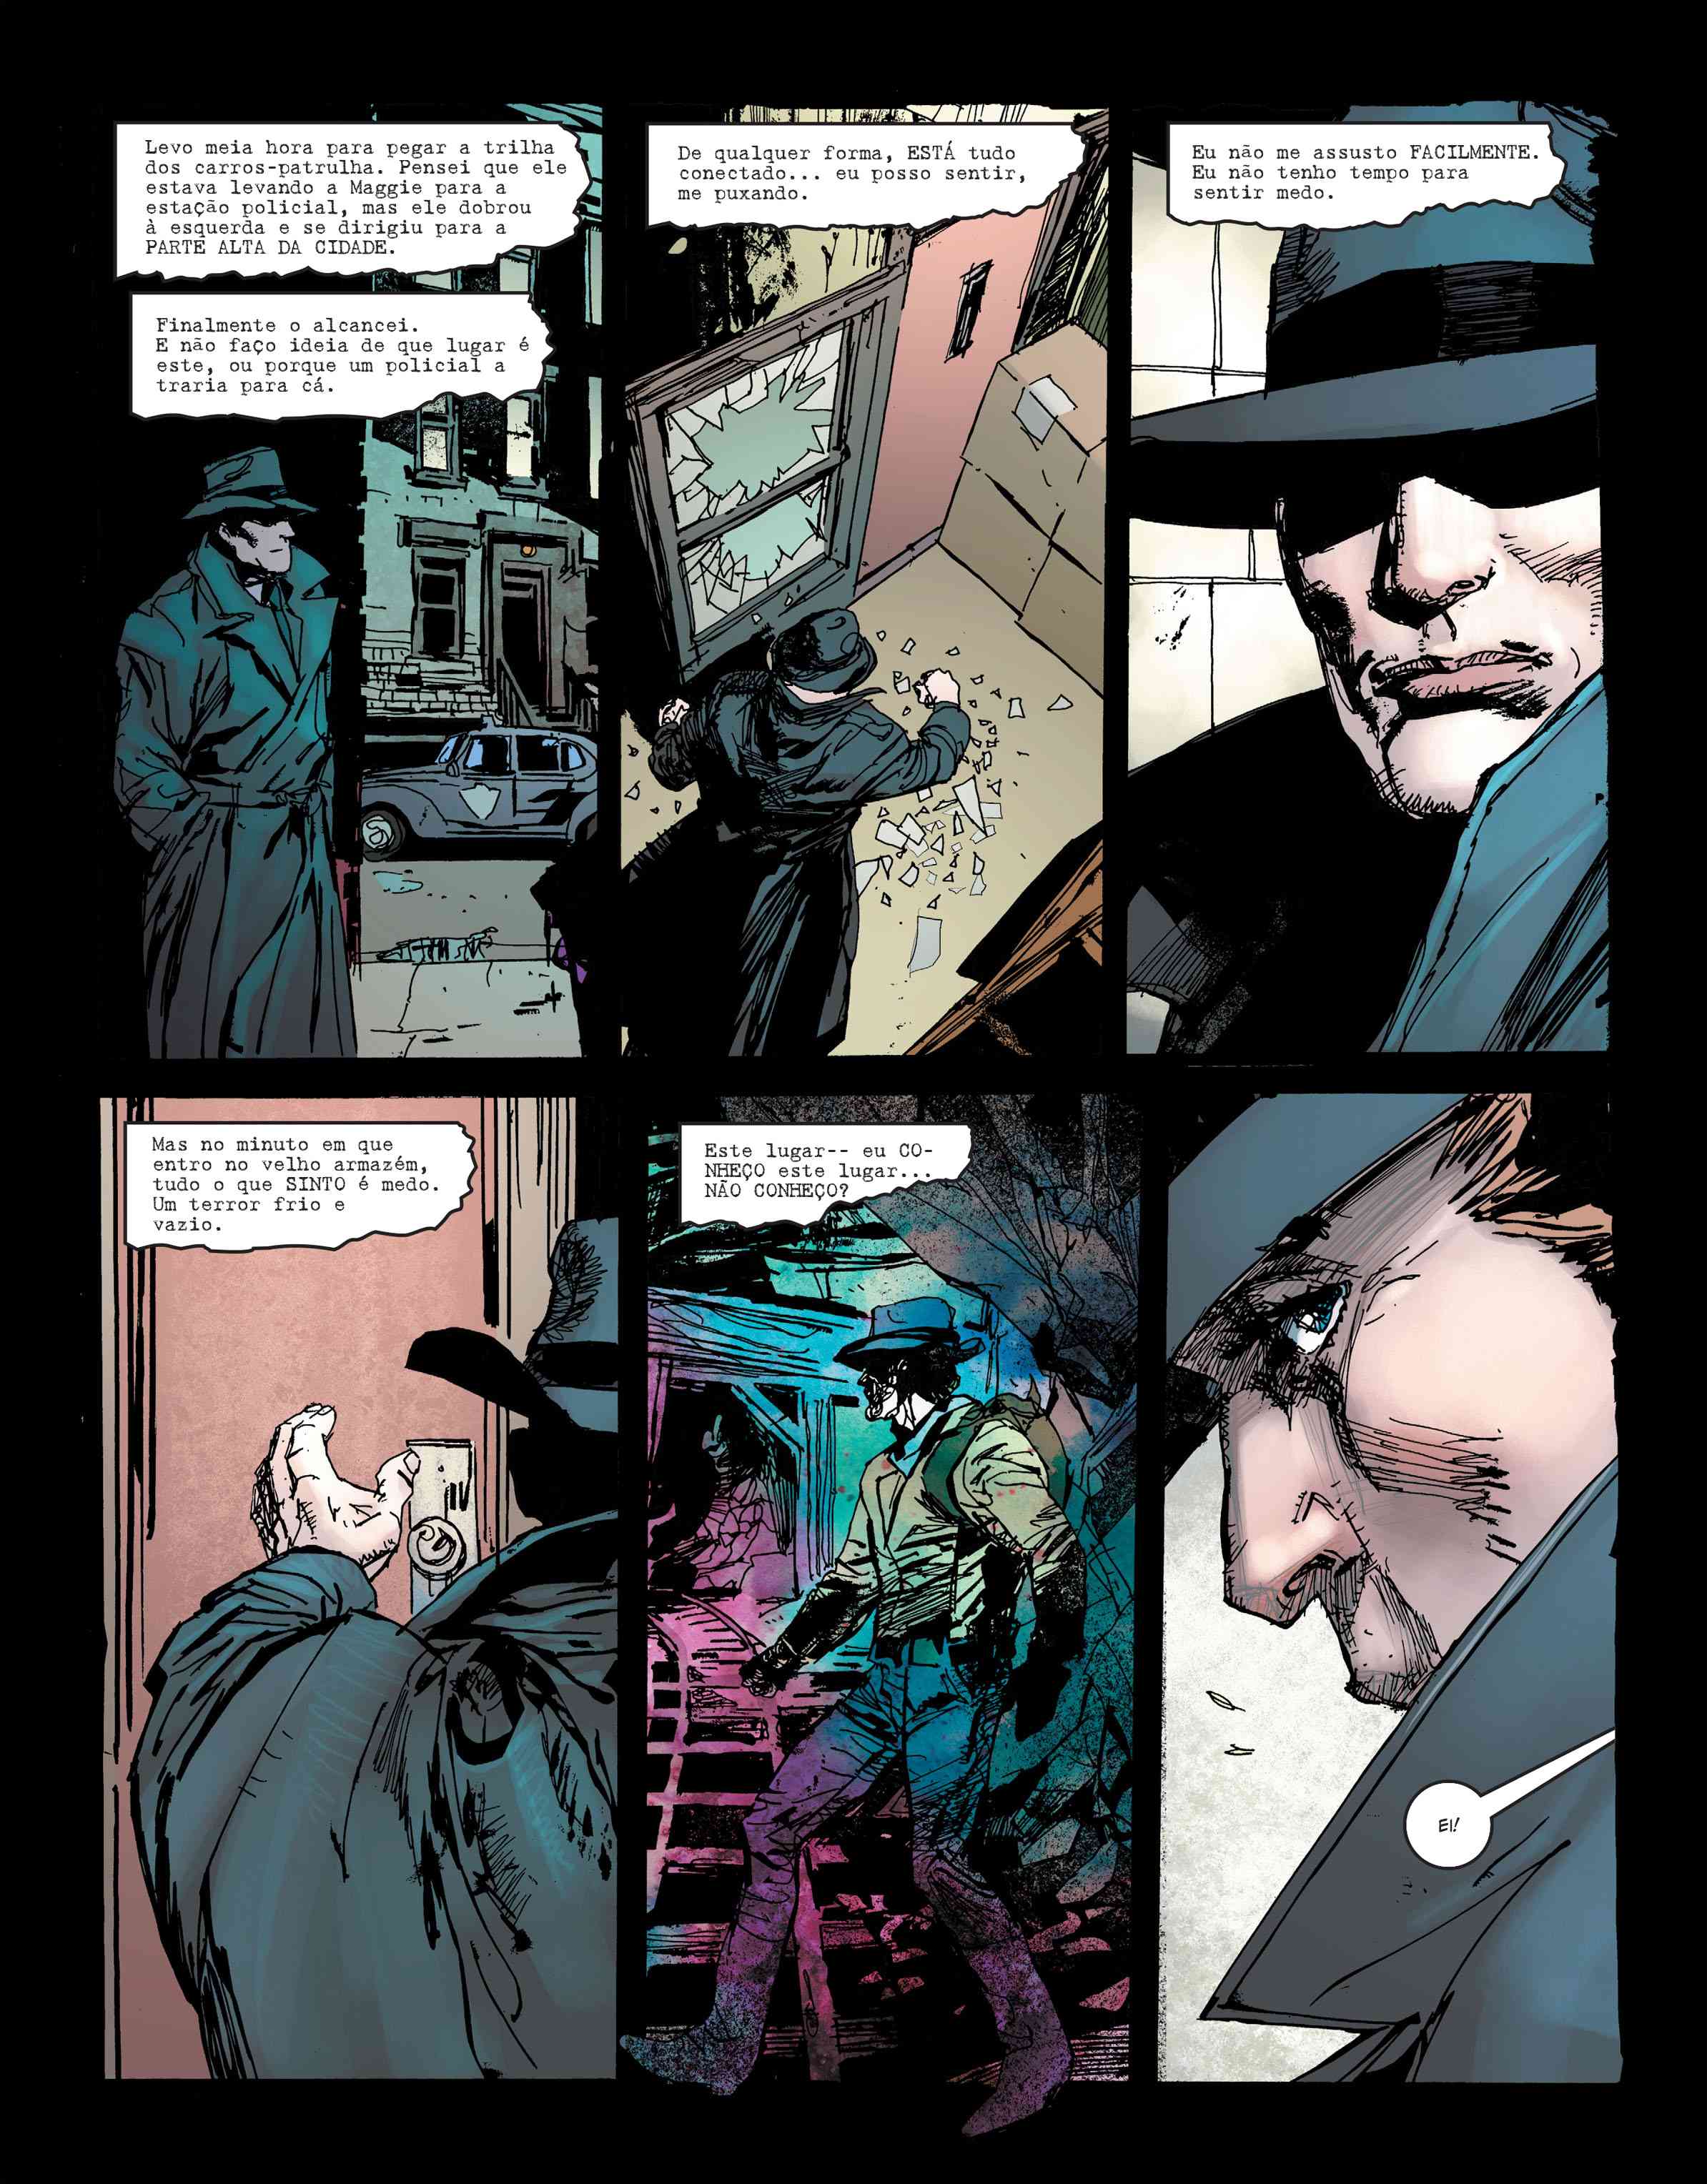 Levo meia hora para pegar a trilha
dos carros-patrulha. Pensei que ele
estava levando a Maggie para a
estação policial, mas ele dobrou
à esquerda e se dirigiu para a
PARTE ALTA DA CIDADE.
Finalmente o alcancei.
E não faço ideia de que lugar é
este, ou porque um policial a
traria para cá.
De qualquer forma, ESTÁ tudo
conectado... eu posso sentir,
me puxando.
Eu não me assusto FACILMENTE.
Eu não tenho tempo para
sentir medo.
Mas no minuto em que
entro no velho armazém,
tudo o que SINTO é medo.
Um terror frio e
vazio.
Este lugar-- eu CO-
NHEÇO este lugar...
NÃO CONHEÇO?
EI!